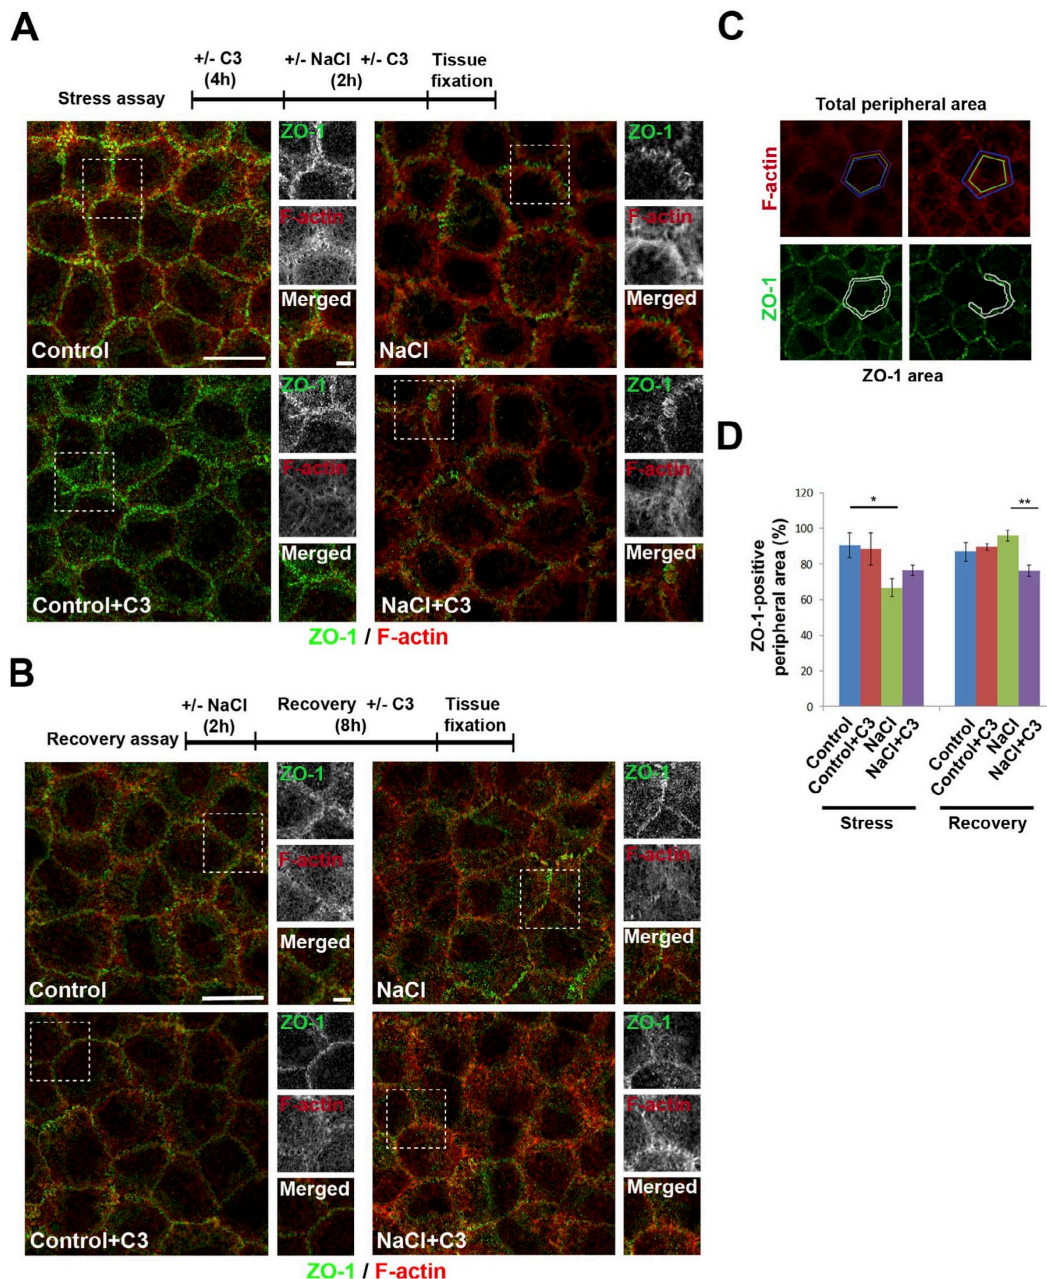 A
+/- C3 +/- NaCl +/- C3 Tissue
(4h) (2h) fixation
Stress assay
ZO-1
F-actin
Merged
Control
ZO-1
F-actin
Merged
NaCl
ZO-1
F-actin
Merged
Control+C3
ZO-1
F-actin
Merged
NaCl+C3
ZO-1 / F-actin
B
+/- NaCl Recovery +/- C3 Tissue
(2h) (8h) fixation
Recovery assay
ZO-1
F-actin
Merged
Control
ZO-1
F-actin
Merged
NaCl
ZO-1
F-actin
Merged
Control+C3
ZO-1
F-actin
Merged
NaCl+C3
ZO-1 / F-actin
C
Total peripheral area
F-actin
ZO-1
ZO-1 area
D
ZO-1-positive
peripheral area (%)
120
100
80
60
40
20
0
*
**
Control
Control+C3
NaCl
NaCl+C3
Control
Control+C3
NaCl
NaCl+C3
Stress
Recovery